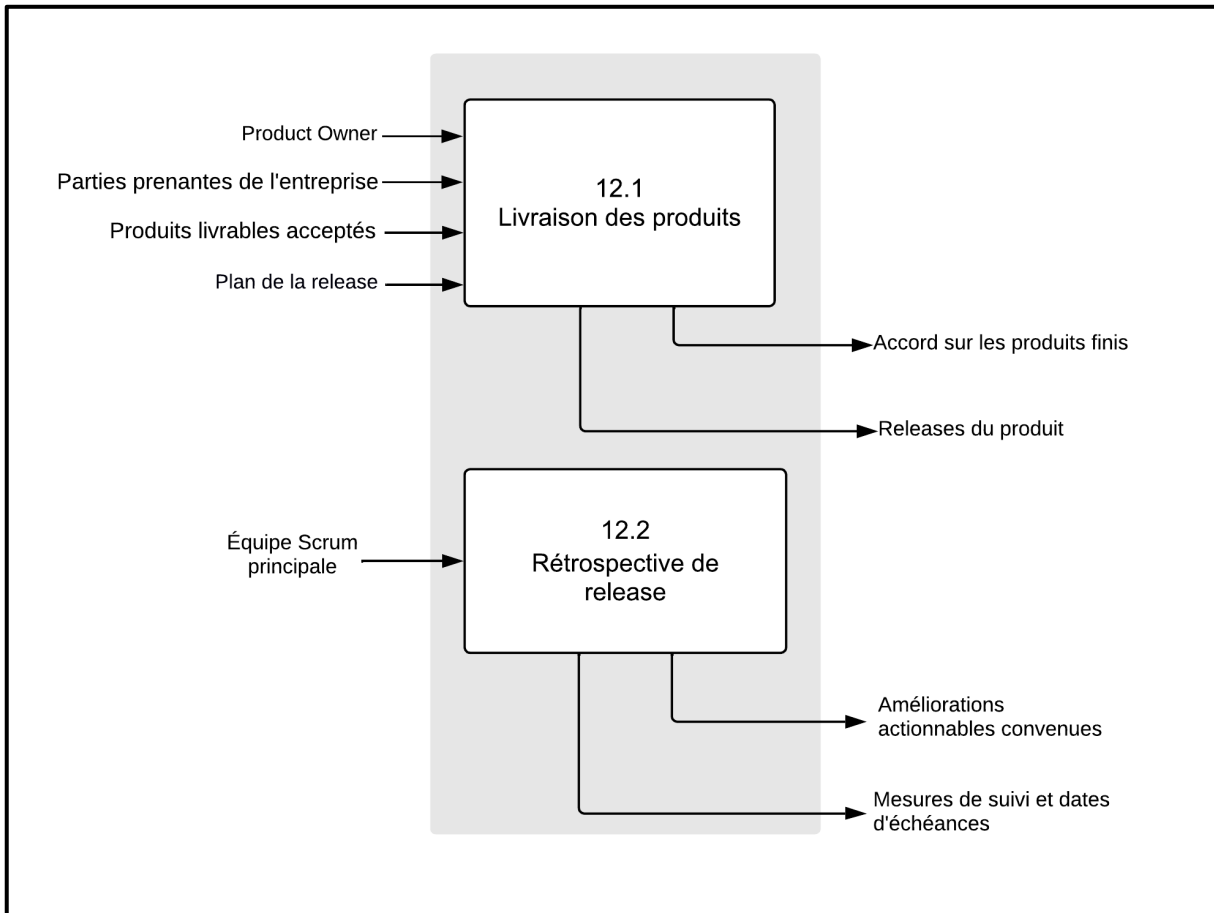 Product Owner
Parties prenantes de l'entreprise
Produits livrables acceptés
Plan de la release
12.1
Livraison des produits
Accord sur les produits finis
Releases du produit
Équipe Scrum
principale
12.2
Rétrospective de
release
Améliorations
actionnables convenues
Mesures de suivi et dates
d'échéances